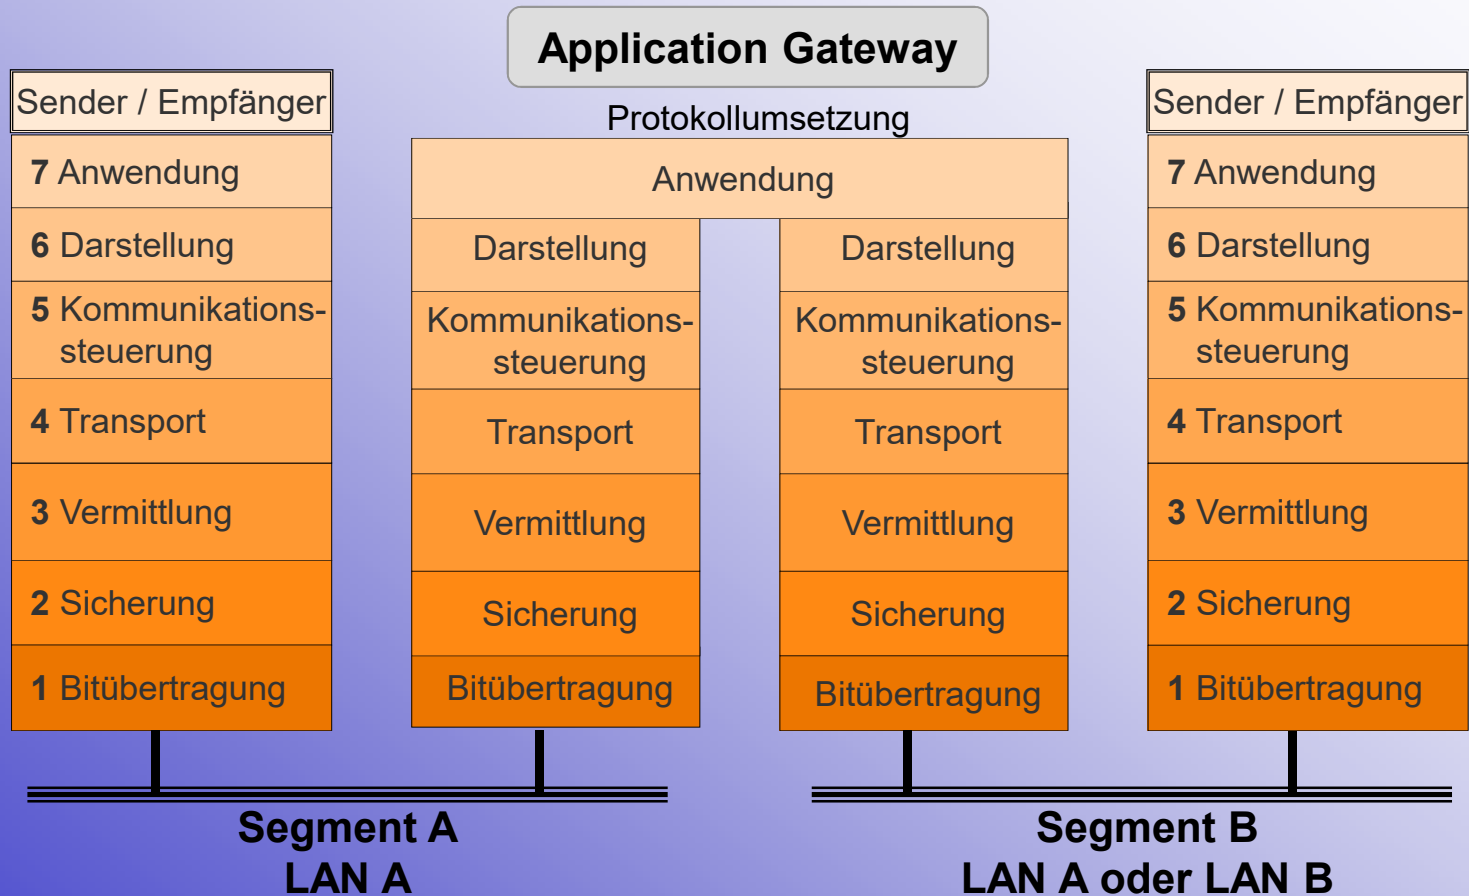 Application Gateway
Protokollumsetzung
Sender / Empfänger
7 Anwendung
6 Darstellung
5 Kommunikations-
steuerung
4 Transport
3 Vermittlung
2 Sicherung
1 Bitübertragung
Anwendung
Darstellung
Kommunikations-
steuerung
Transport
Vermittlung
Sicherung
Bitübertragung
Darstellung
Kommunikations-
steuerung
Transport
Vermittlung
Sicherung
Bitübertragung
Sender / Empfänger
7 Anwendung
6 Darstellung
5 Kommunikations-
steuerung
4 Transport
3 Vermittlung
2 Sicherung
1 Bitübertragung
Segment A
LAN A
Segment B
LAN A oder LAN B